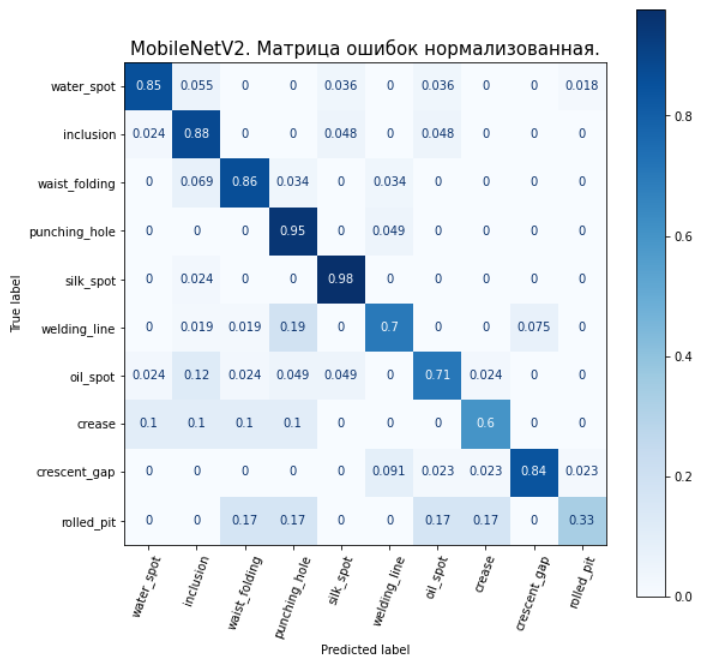 MobileNetV2. Матрица ошибок нормализованная.
water_spot 0.85 0.055 0 0 0.036 0 0.036 0 0 0.018
inclusion 0.024 0.88 0 0 0.048 0 0.048 0 0 0
waist_folding 0 0.069 0.86 0.034 0 0.034 0 0 0 0
punching_hole 0 0 0 0.95 0 0.049 0 0 0 0
silk_spot 0 0.024 0 0 0.98 0 0 0 0 0
welding_line 0 0.019 0.019 0.19 0 0.7 0 0 0.075 0
oil_spot 0.024 0.12 0.024 0.049 0.049 0 0.71 0.024 0 0
crease 0.1 0.1 0.1 0.1 0 0 0 0.6 0 0
crescent_gap 0 0 0 0 0 0.091 0.023 0.023 0.84 0.023
rolled_pit 0 0 0.17 0.17 0 0 0.17 0.17 0 0.33
True label
water_spot inclusion waist_folding punching_hole silk_spot welding_line oil_spot crease crescent_gap rolled_pit
Predicted label
0.8
0.6
0.4
0.2
0.0